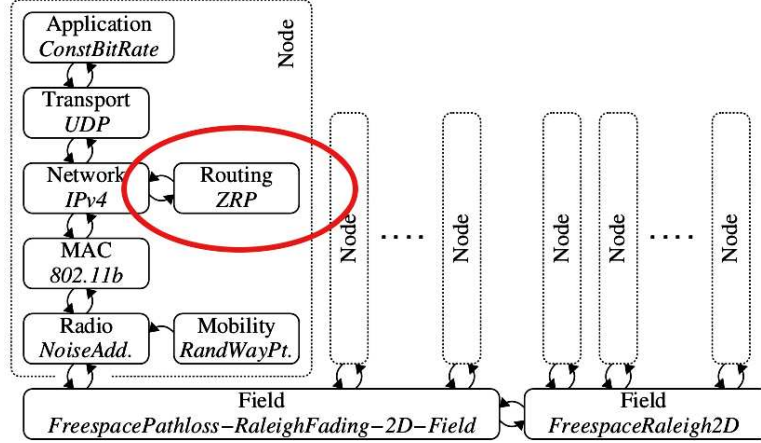 Application
ConstBitRate
Node
Transport
UDP
Network
IPv4
Routing
ZRP
MAC
802.11b
Radio
NoiseAdd.
Mobility
RandWayPt.
Node
. . . .
Node
Node
Node
. . . .
Node
Field
FreespacePathloss-RaleighFading-2D-Field
Field
FreespaceRaleigh2D